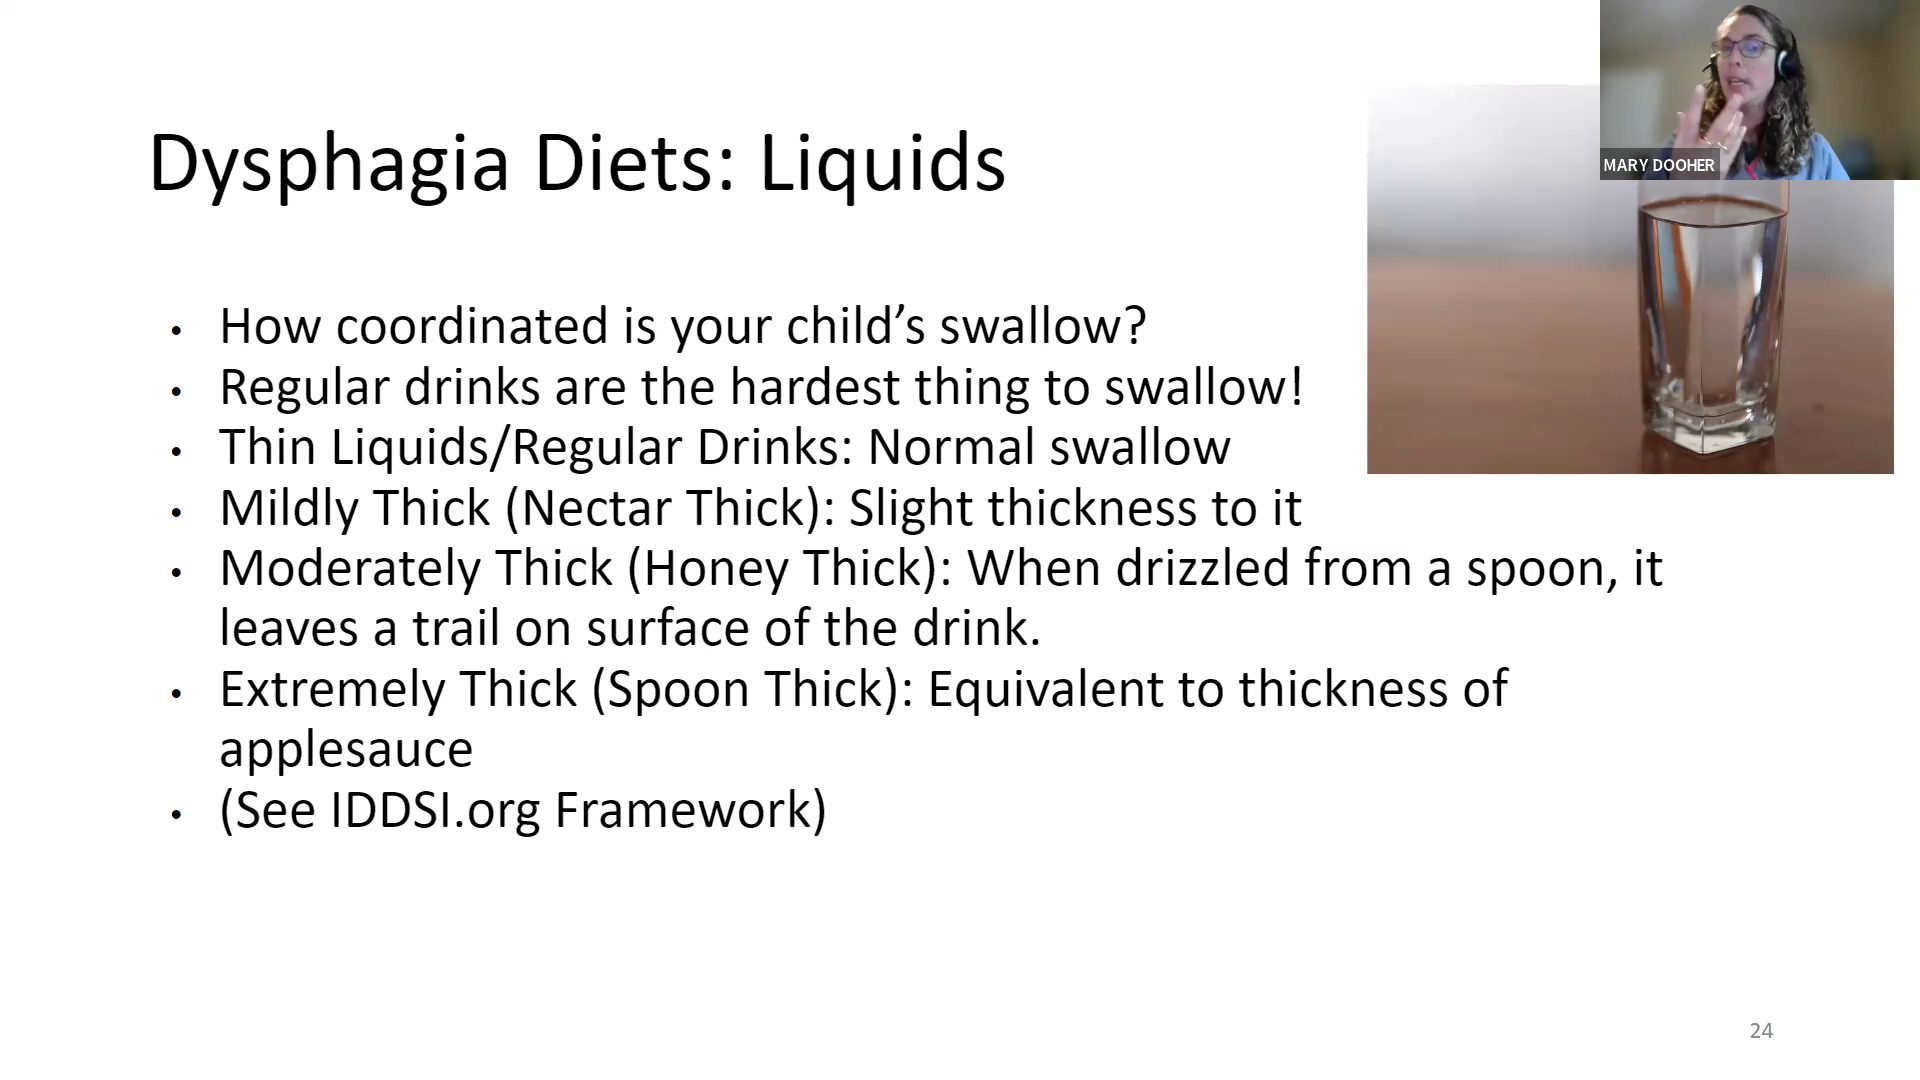 MARY DOOHER
Dysphagia Diets: Liquids
• How coordinated is your child’s swallow?
• Regular drinks are the hardest thing to swallow!
• Thin Liquids/Regular Drinks: Normal swallow
• Mildly Thick (Nectar Thick): Slight thickness to it
• Moderately Thick (Honey Thick): When drizzled from a spoon, it
leaves a trail on surface of the drink.
• Extremely Thick (Spoon Thick): Equivalent to thickness of
applesauce
• (See IDDSI.org Framework)
24